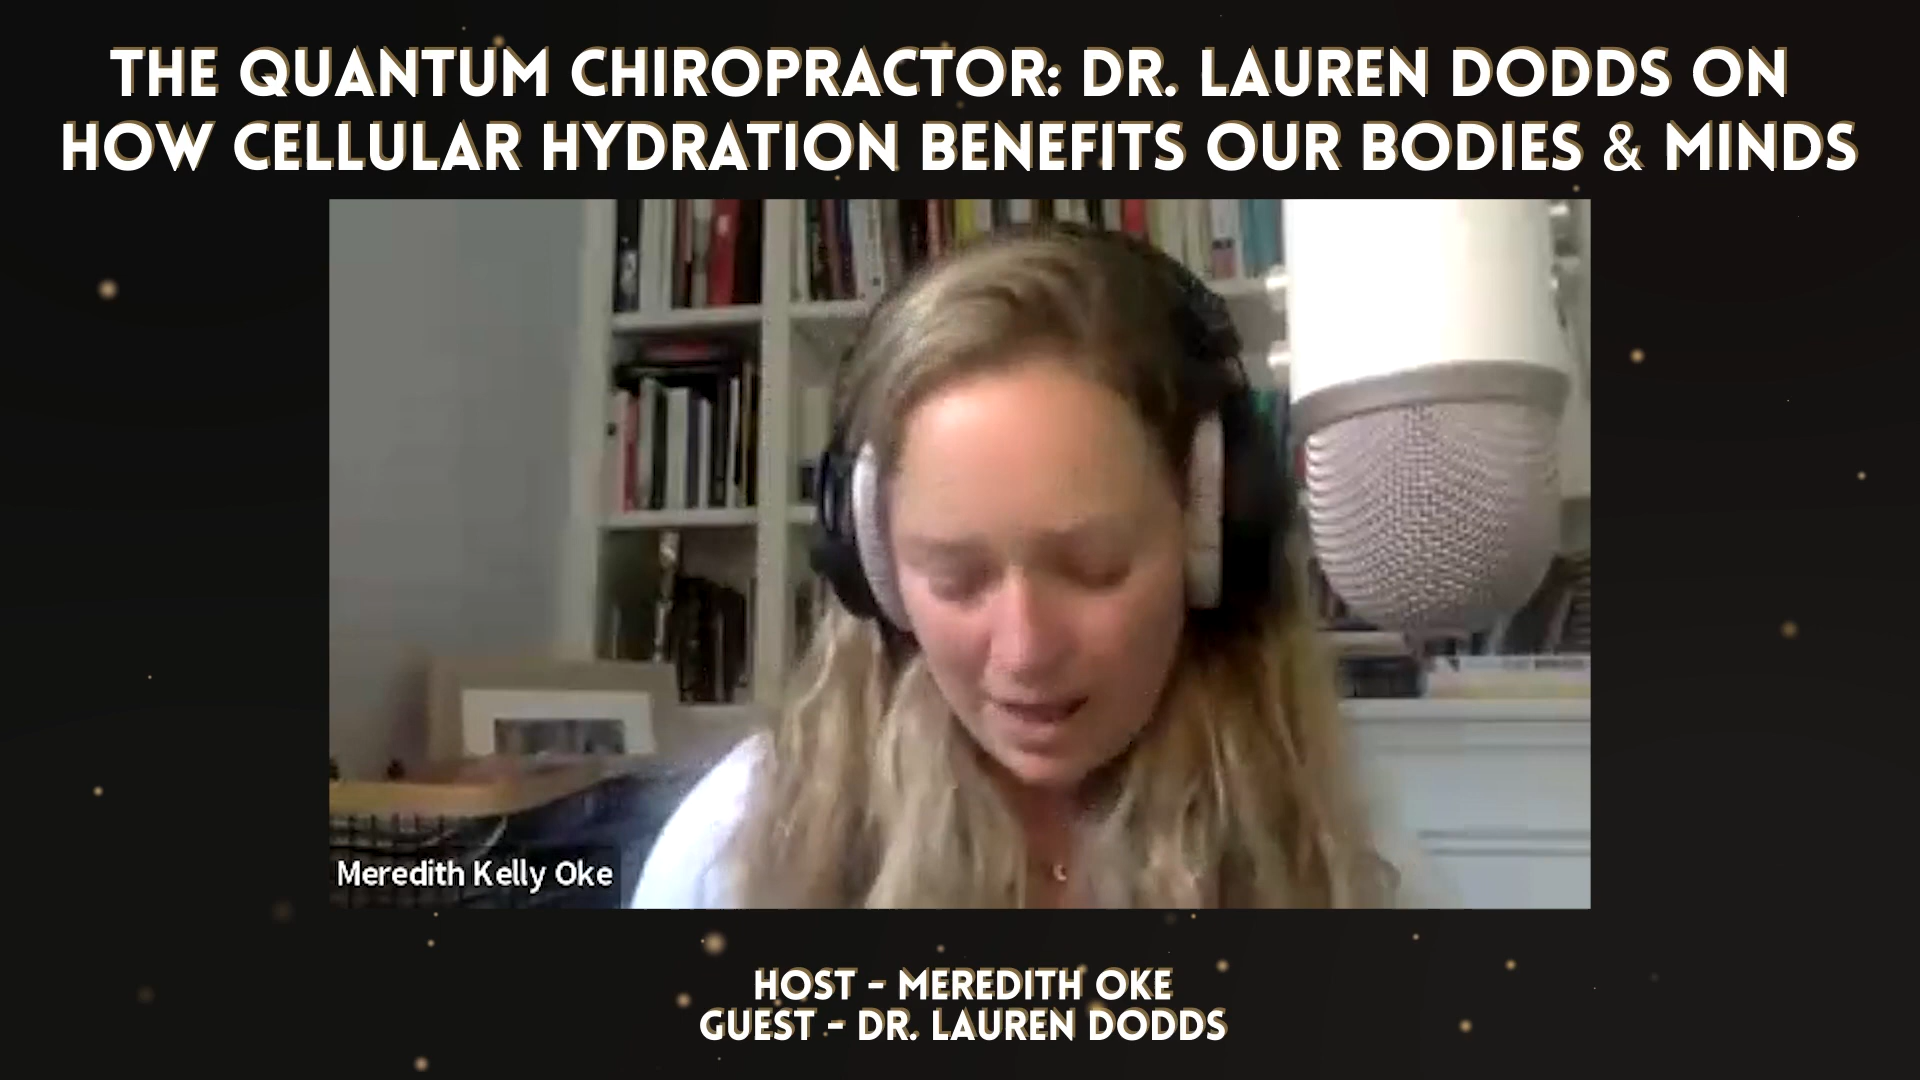 THE QUANTUM CHIROPRACTOR: DR. LAUREN DODDS ON
HOW CELLULAR HYDRATION BENEFITS OUR BODIES & MINDS
Meredith Kelly Oke
HOST - MEREDITH OKE
GUEST - DR. LAUREN DODDS